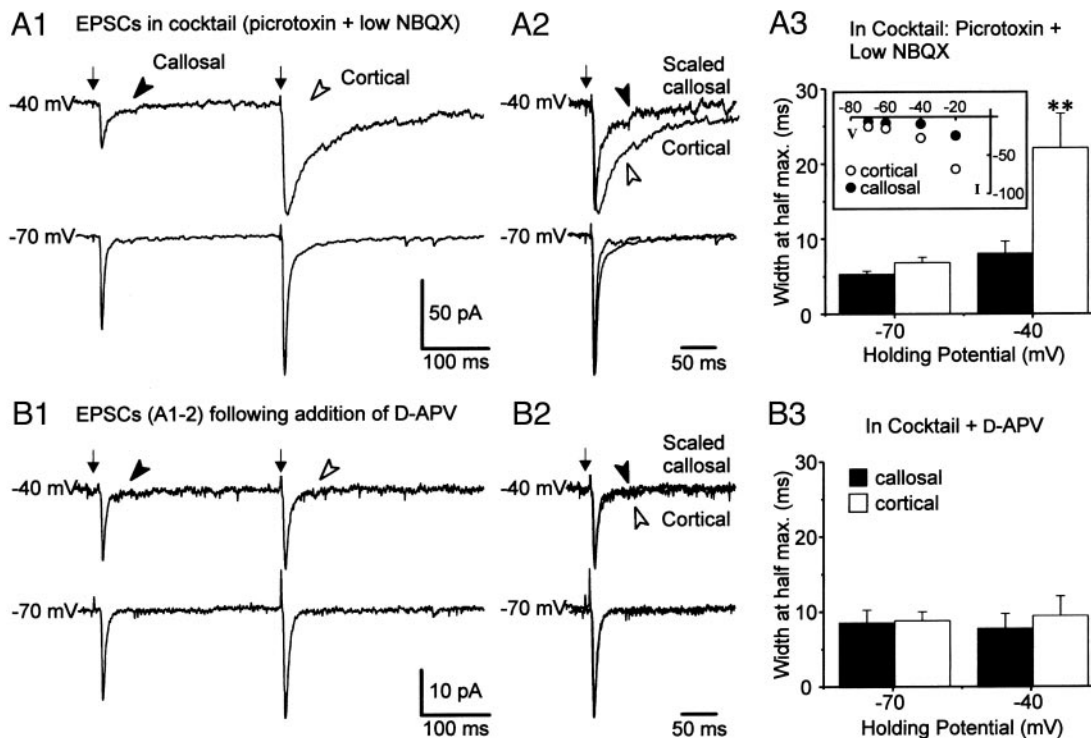 A1 EPSCs in cocktail (picrotoxin + low NBQX)
Callosal
Cortical
-40 mV
-70 mV
50 pA
100 ms
A2
Scaled
callosal
-40
Cortical
-70
50 ms
A3 In Cocktail: Picrotoxin +
Low NBQX
Width at half max. (ms)
30
20
10
0
-80 -60 -40 -20
V
-50
-100
I
cortical
callosal
**
-70 -40
Holding Potential (mV)
B1 EPSCs (A1-2) following addition of D-APV
-40 mV
-70 mV
10 pA
100 ms
B2
Scaled
callosal
-40
Cortical
-70
50 ms
B3 In Cocktail + D-APV
Width at half max. (ms)
30
20
10
0
callosal
cortical
-70 -40
Holding Potential (mV)